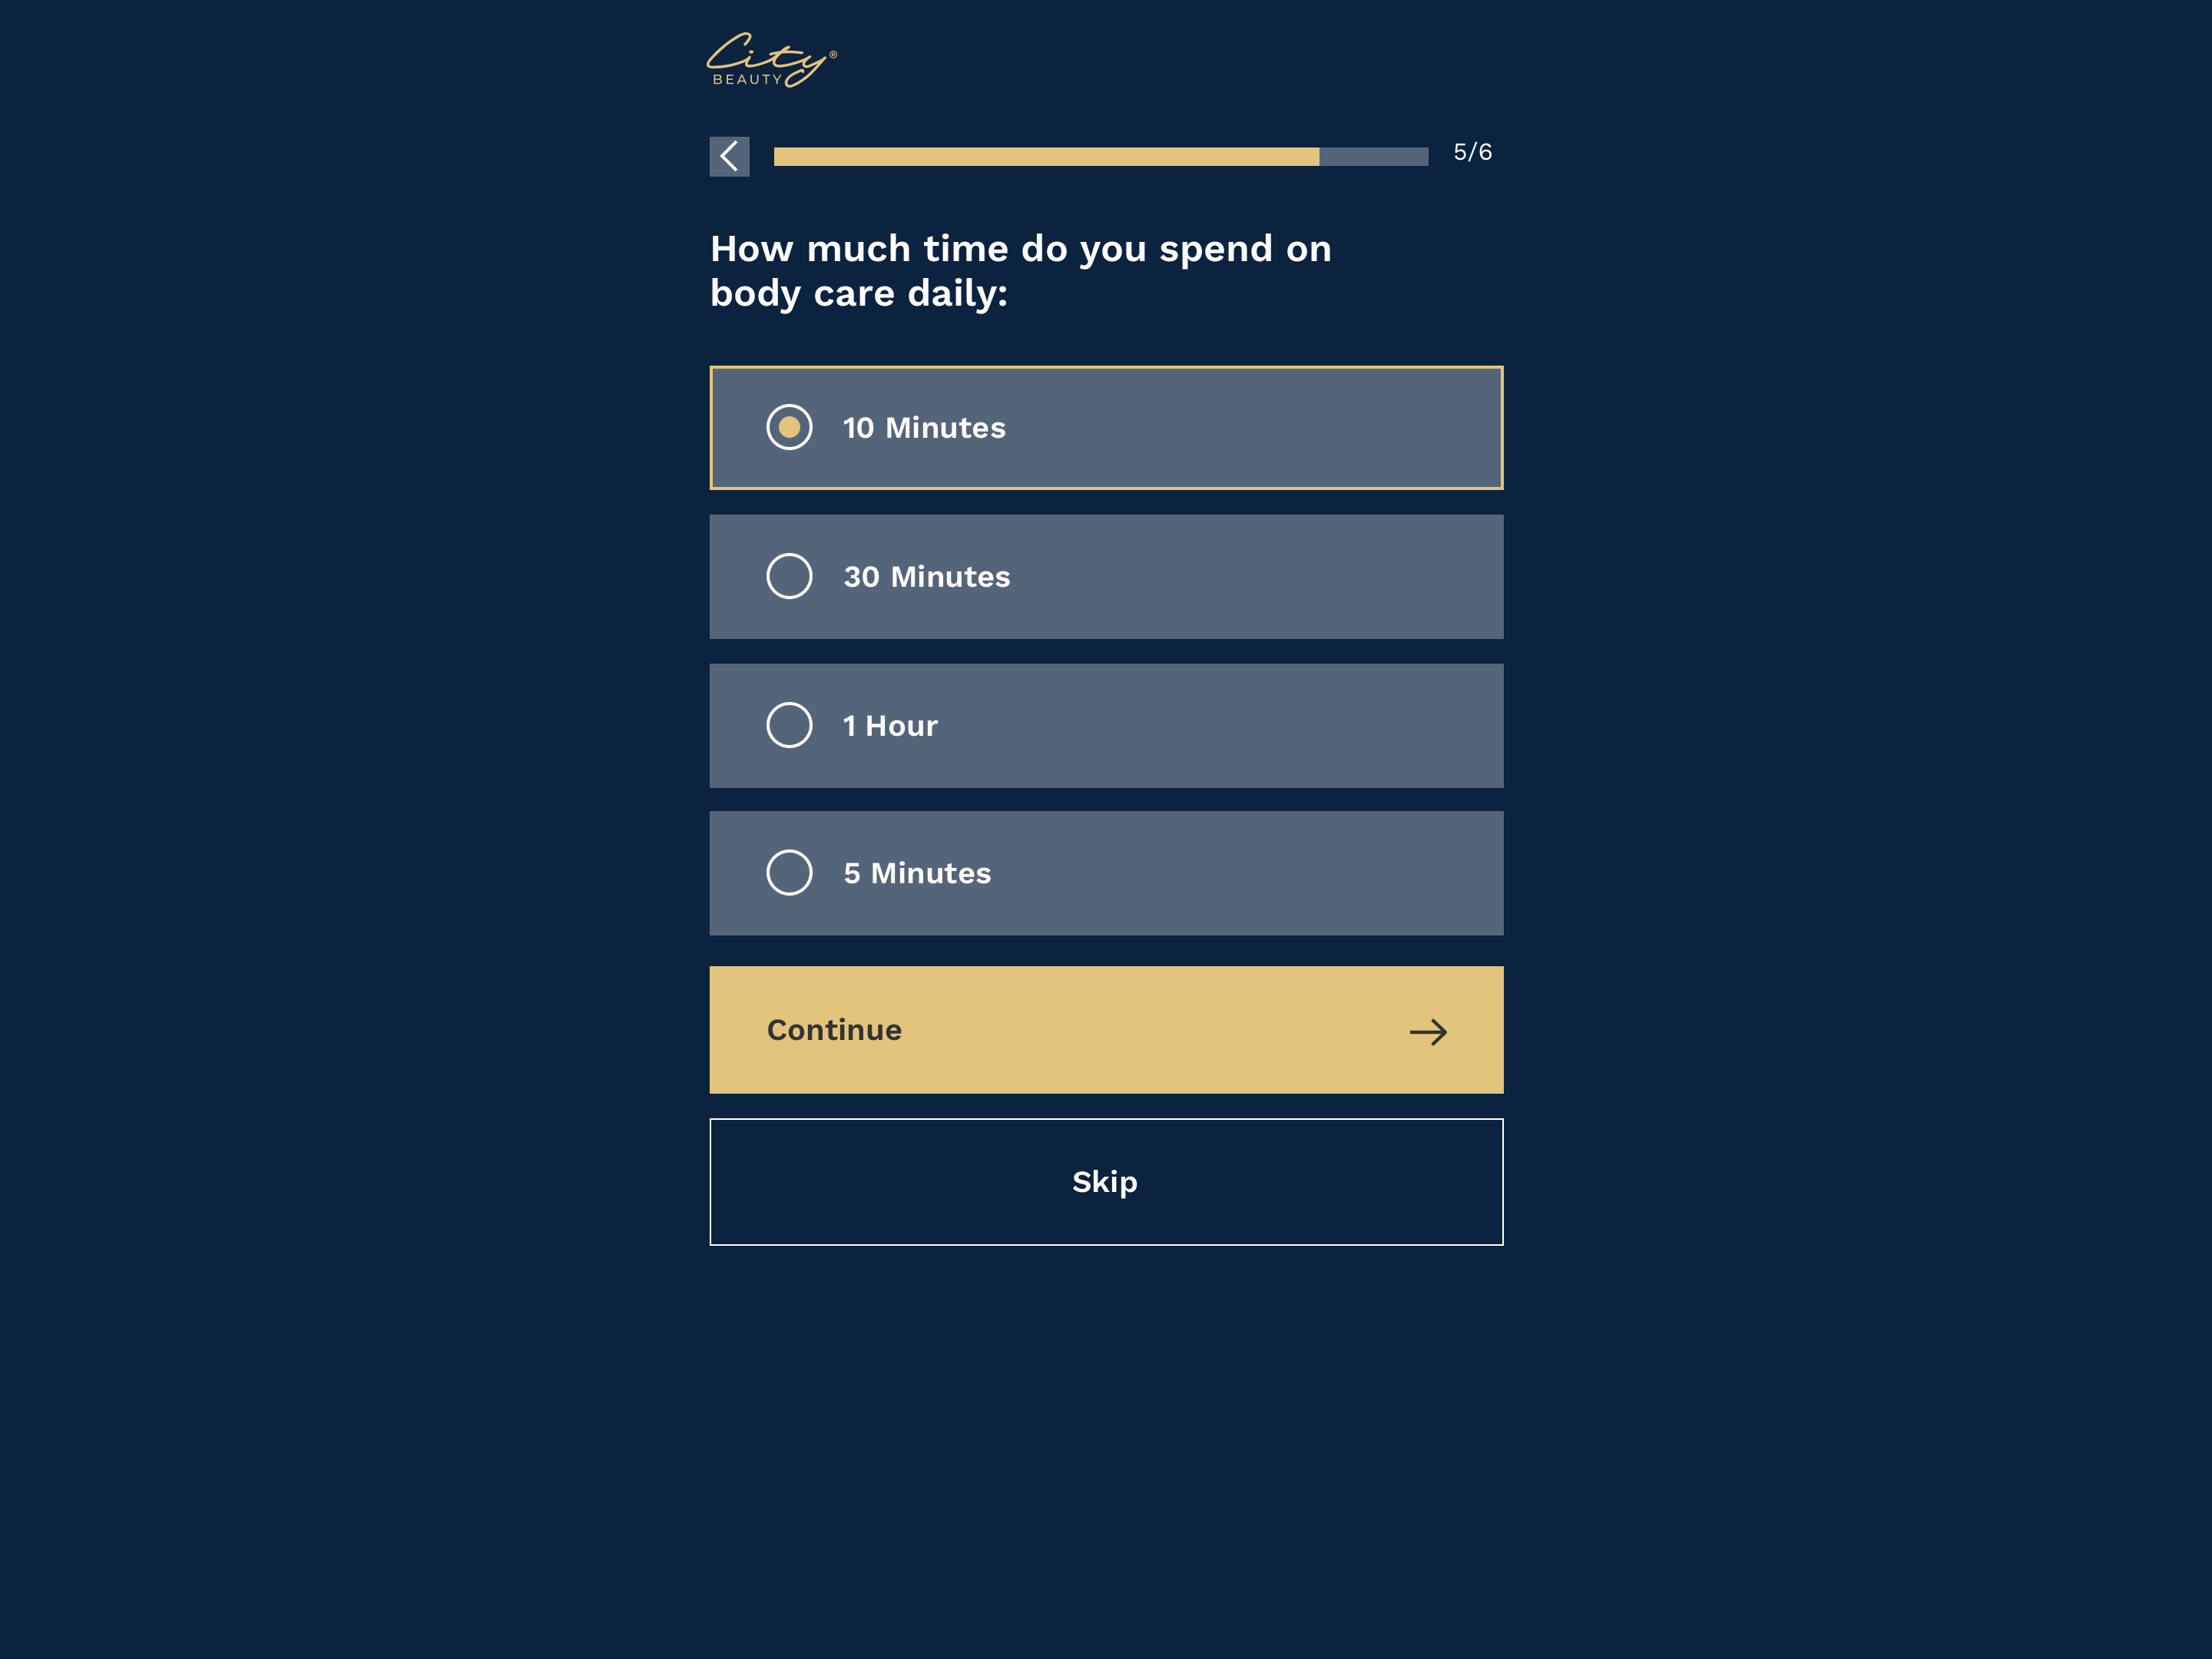 City®
BEAUTY
5/6
How much time do you spend on
body care daily:
10 Minutes
30 Minutes
1 Hour
5 Minutes
Continue
Skip